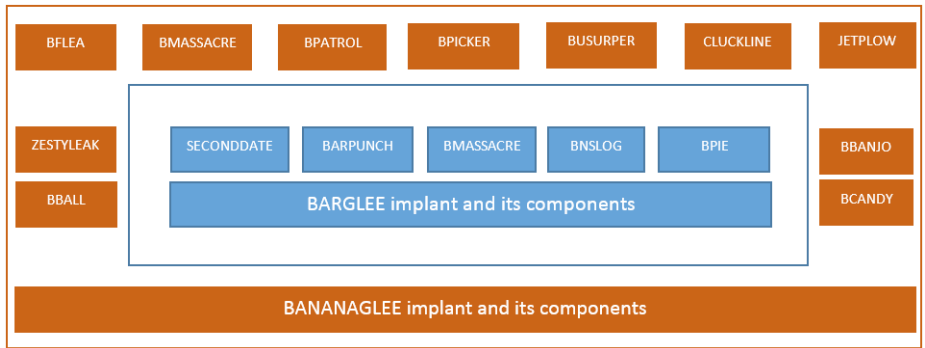 BFLEA
BMASSACRE
BPATROL
BPICKER
BUSURPER
CLUCKLINE
JETPLOW
ZESTYLEAK
SECONDDATE
BARPUNCH
BMASSACRE
BNSLOG
BPIE
BBANJO
BBALL
BARGLEE implant and its components
BCANDY
BANANAGLEE implant and its components